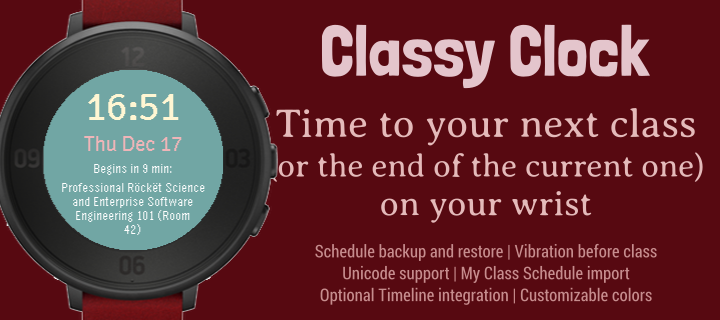 Classy Clock
Time to your next class
(or the end of the current one)
on your wrist
Schedule backup and restore | Vibration before class
Unicode support | My Class Schedule import
Optional Timeline integration | Customizable colors
12
09
03
06
16:51
Thu Dec 17
Begins in 9 min:
Professional Röckët Science
and Enterprise Software
Engineering 101 (Room
42)